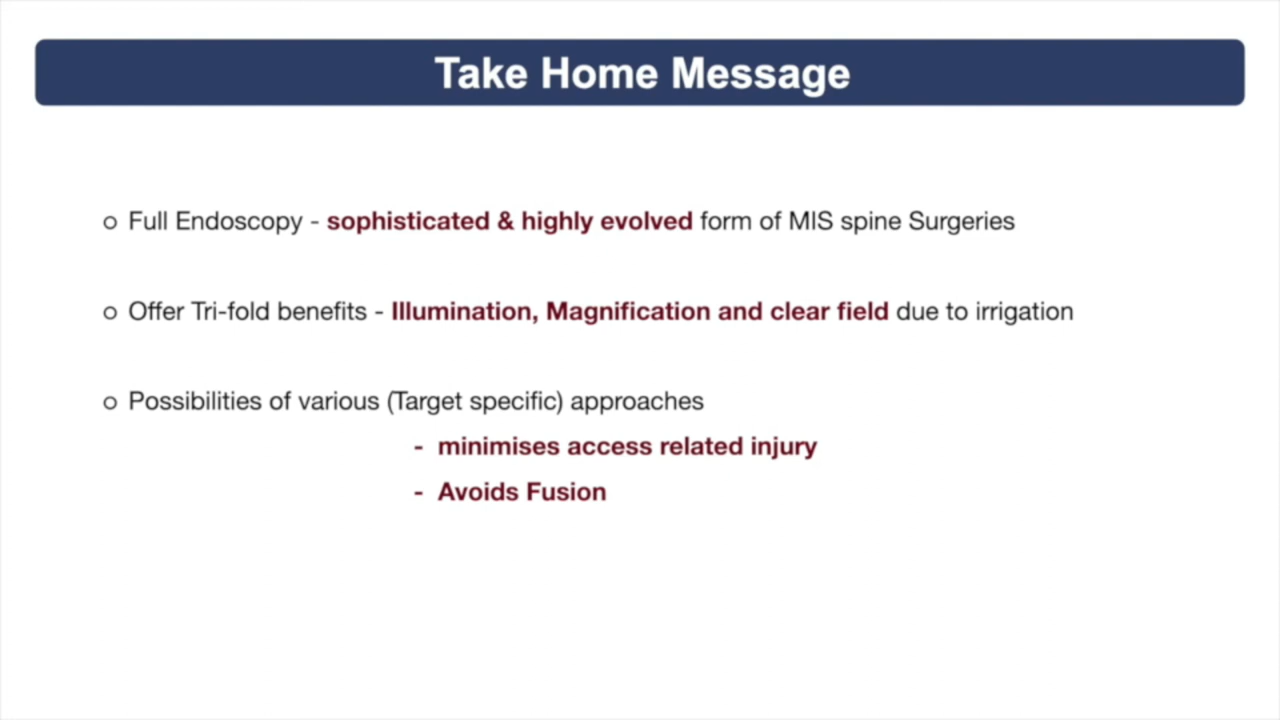 Take Home Message
○ Full Endoscopy - sophisticated & highly evolved form of MIS spine Surgeries
○ Offer Tri-fold benefits - Illumination, Magnification and clear field due to irrigation
○ Possibilities of various (Target specific) approaches
- minimises access related injury
- Avoids Fusion